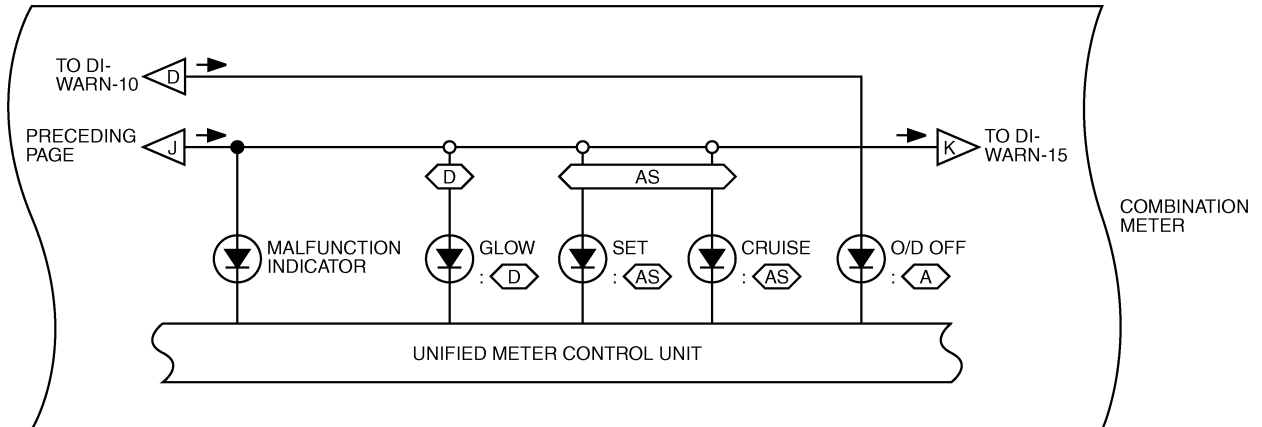 TO DI-
WARN-10
D
PRECEDING
PAGE
J
K
TO DI-
WARN-15
D
AS
COMBINATION
METER
MALFUNCTION
INDICATOR
GLOW
: D
SET
: AS
CRUISE
: AS
O/D OFF
: A
UNIFIED METER CONTROL UNIT